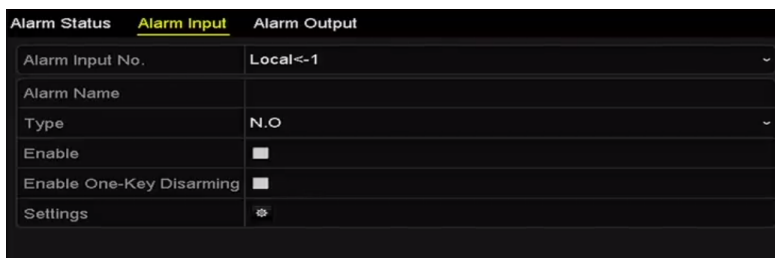 Alarm Status Alarm Input Alarm Output
Alarm Input No. Local<-1
Alarm Name
Type N.O
Enable
Enable One-Key Disarming
Settings